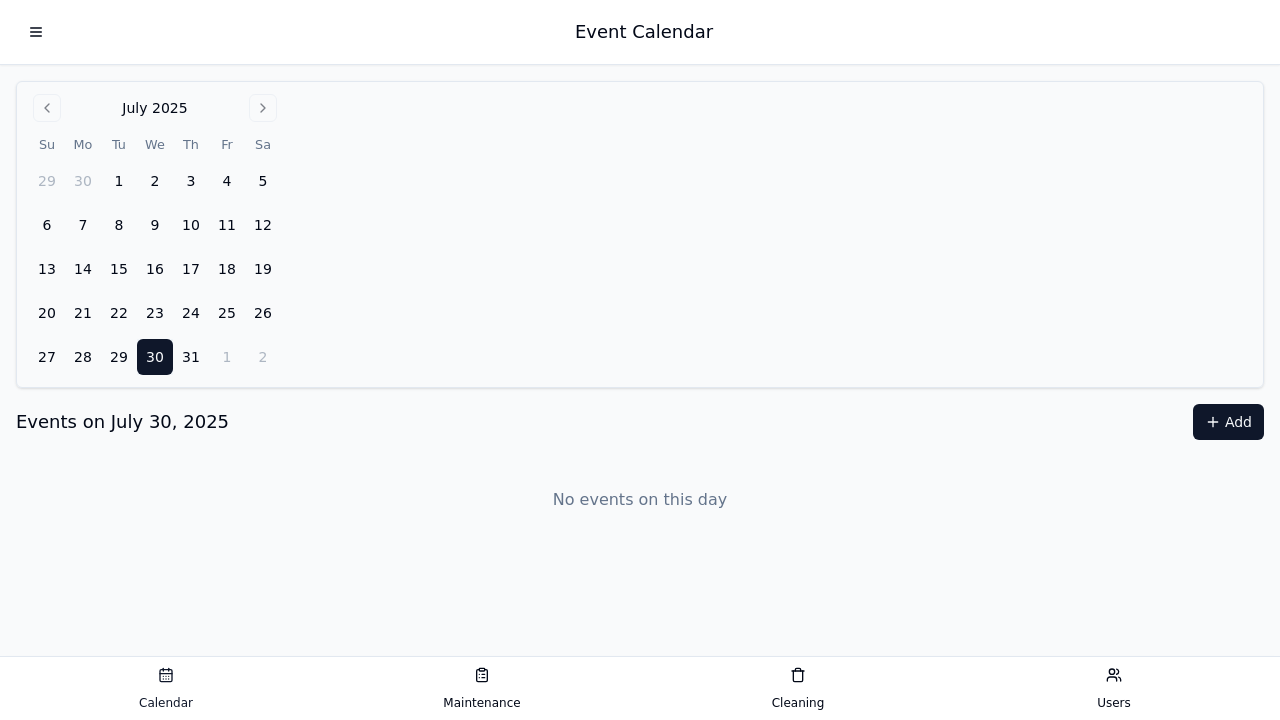 Event Calendar
July 2025
Su Mo Tu We Th Fr Sa
29 30 1 2 3 4 5
6 7 8 9 10 11 12
13 14 15 16 17 18 19
20 21 22 23 24 25 26
27 28 29 30 31 1 2
Events on July 30, 2025
Add
No events on this day
Calendar Maintenance Cleaning Users